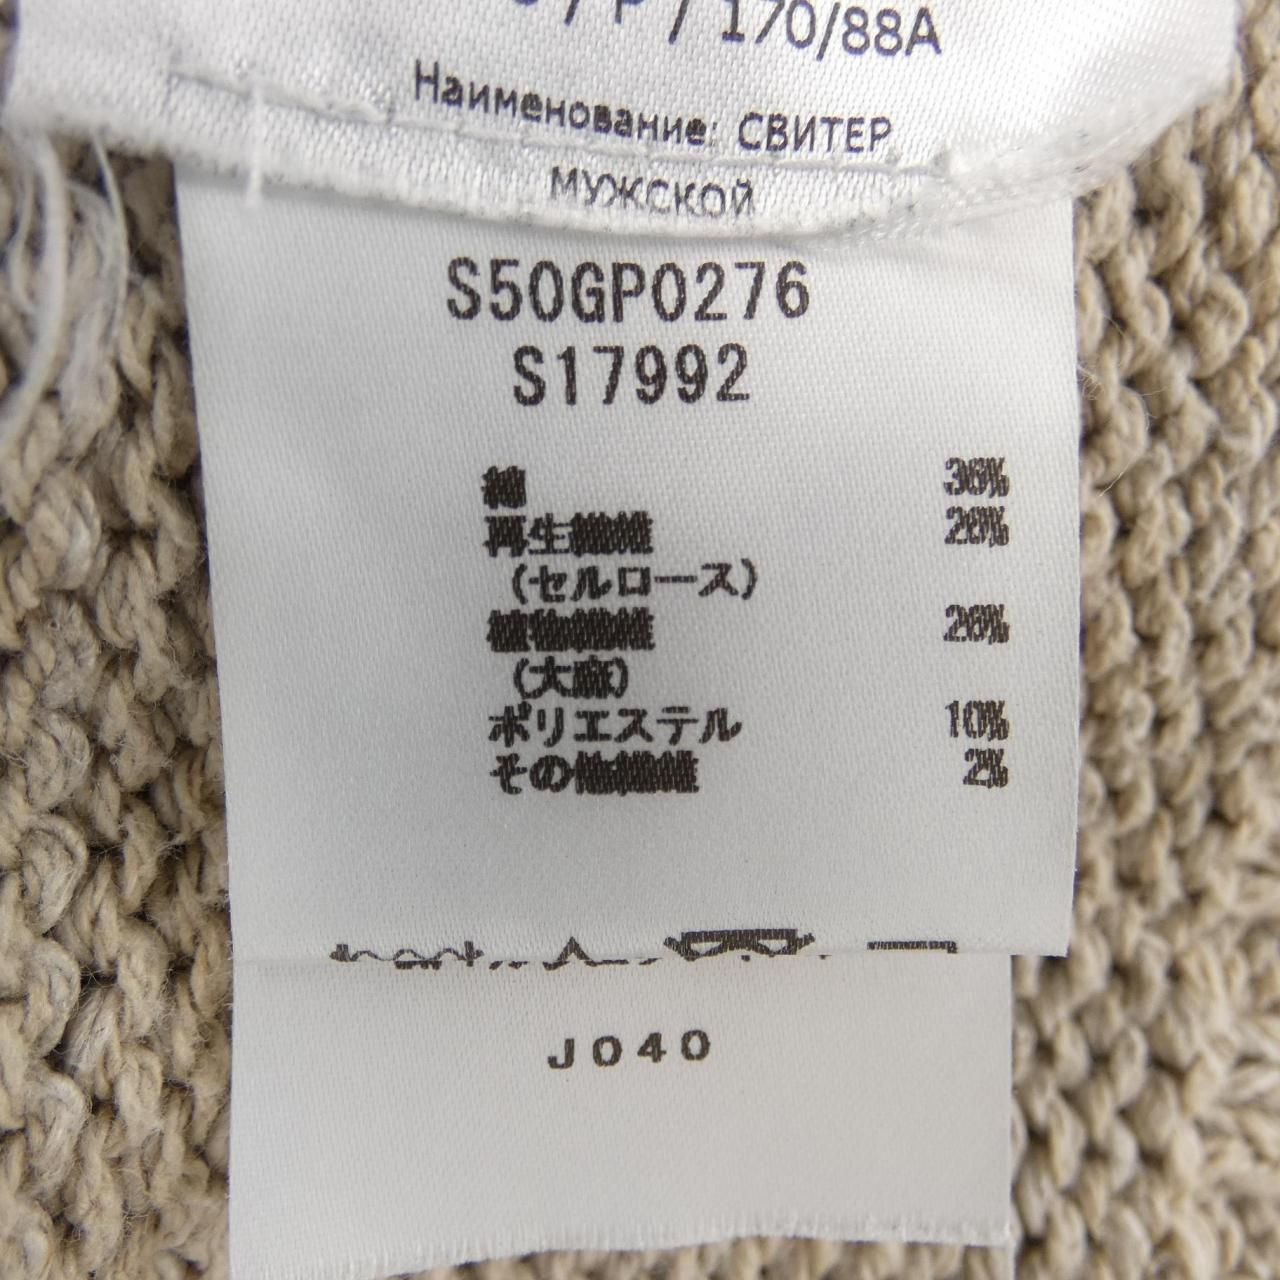 / P / 170/88A
Наименование: СВИТЕР
МУЖСКОЙ
S50GP0276
S17992
綿 36%
再生繊維 26%
(セルロース)
植物繊維 26%
(大麻)
ポリエステル 10%
その他繊維 2%
J040